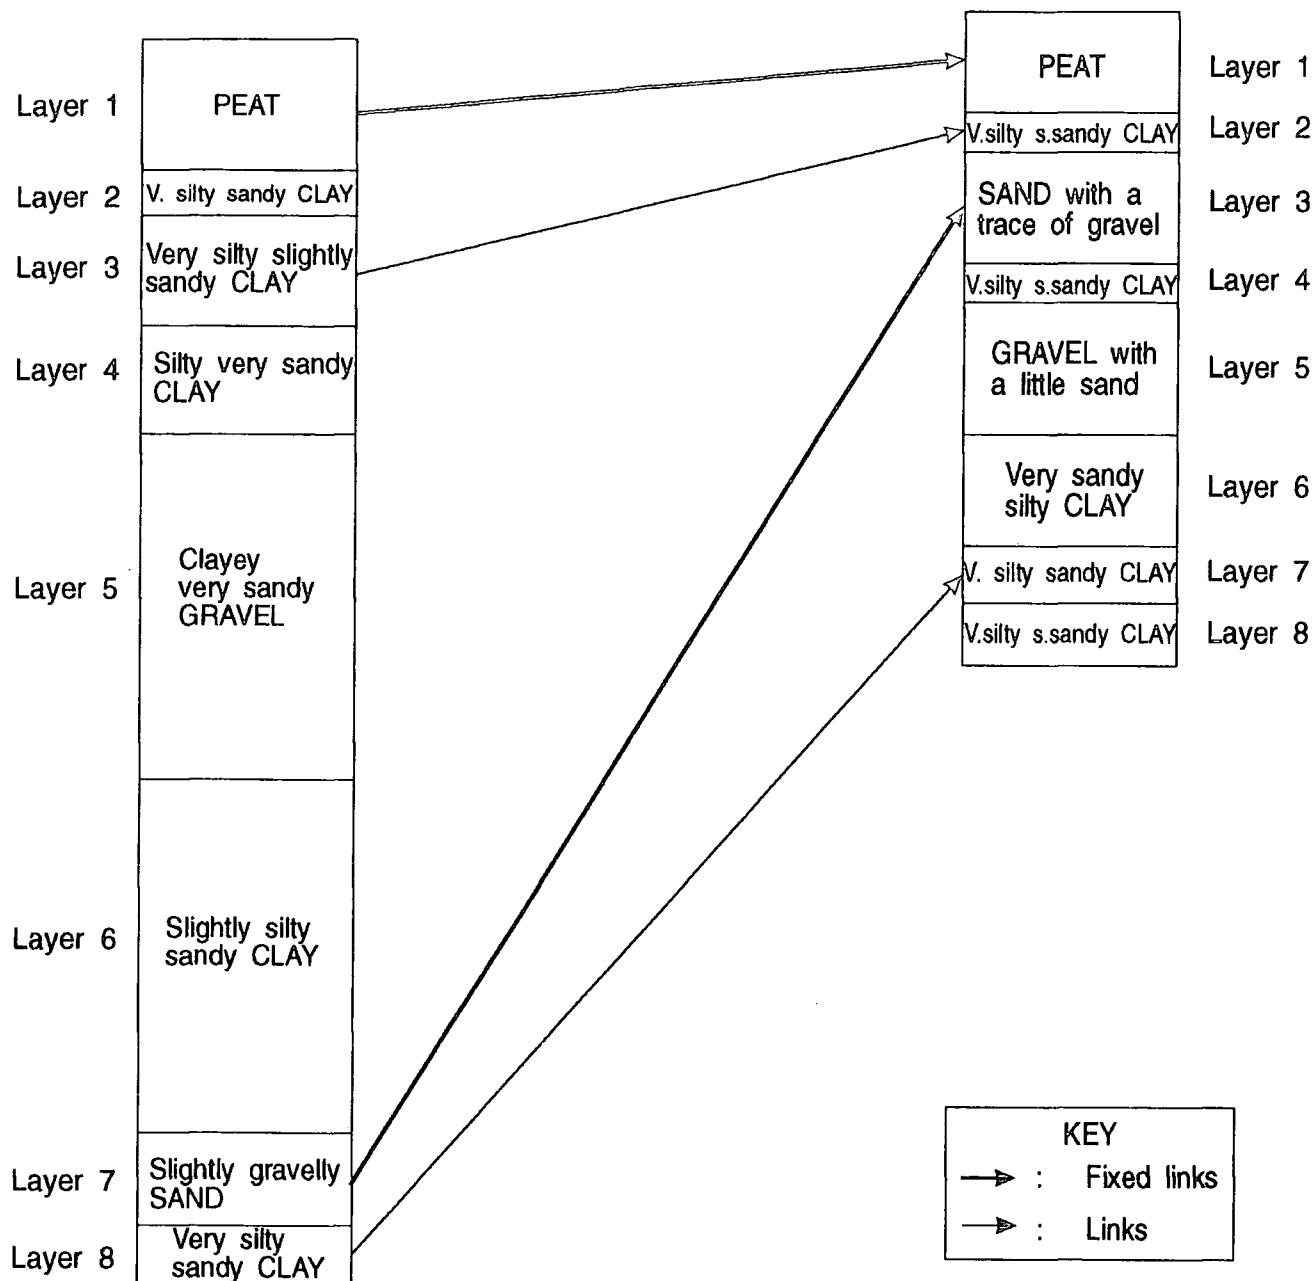 Layer 1
PEAT
Layer 2
V. silty sandy CLAY
Layer 3
Very silty slightly
sandy CLAY
Layer 4
Silty very sandy
CLAY
Layer 5
Clayey
very sandy
GRAVEL
Layer 6
Slightly silty
sandy CLAY
Layer 7
Slightly gravelly
SAND
Layer 8
Very silty
sandy CLAY
PEAT
Layer 1
V.silty s.sandy CLAY
Layer 2
SAND with a
trace of gravel
Layer 3
V.silty s.sandy CLAY
Layer 4
GRAVEL with
a little sand
Layer 5
Very sandy
silty CLAY
Layer 6
V. silty sandy CLAY
Layer 7
V.silty s.sandy CLAY
Layer 8
KEY
: Fixed links
: Links